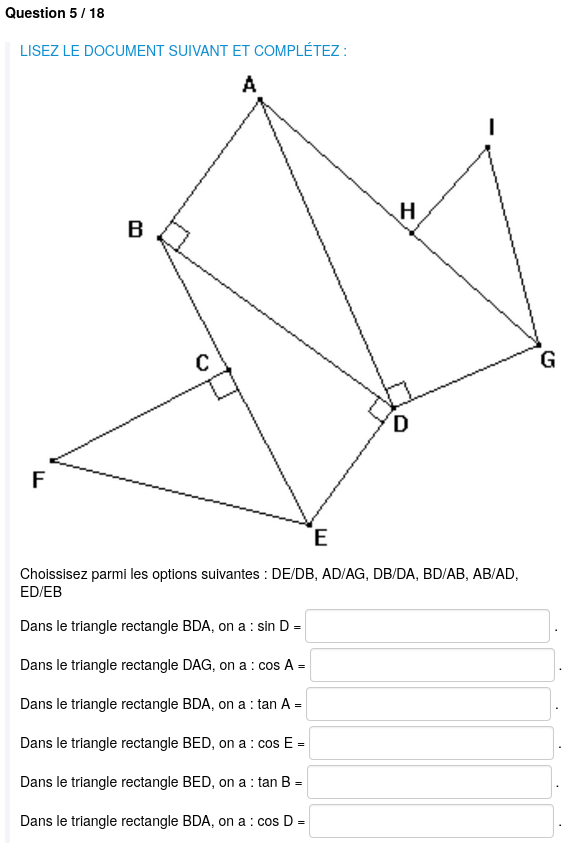 Question 5 / 18
LISEZ LE DOCUMENT SUIVANT ET COMPLÉTEZ :
A
I
H
B
C
G
D
F
E
Choissisez parmi les options suivantes : DE/DB, AD/AG, DB/DA, BD/AB, AB/AD,
ED/EB
Dans le triangle rectangle BDA, on a : sin D = .
Dans le triangle rectangle DAG, on a : cos A = .
Dans le triangle rectangle BDA, on a : tan A = .
Dans le triangle rectangle BED, on a : cos E = .
Dans le triangle rectangle BED, on a : tan B = .
Dans le triangle rectangle BDA, on a : cos D = .